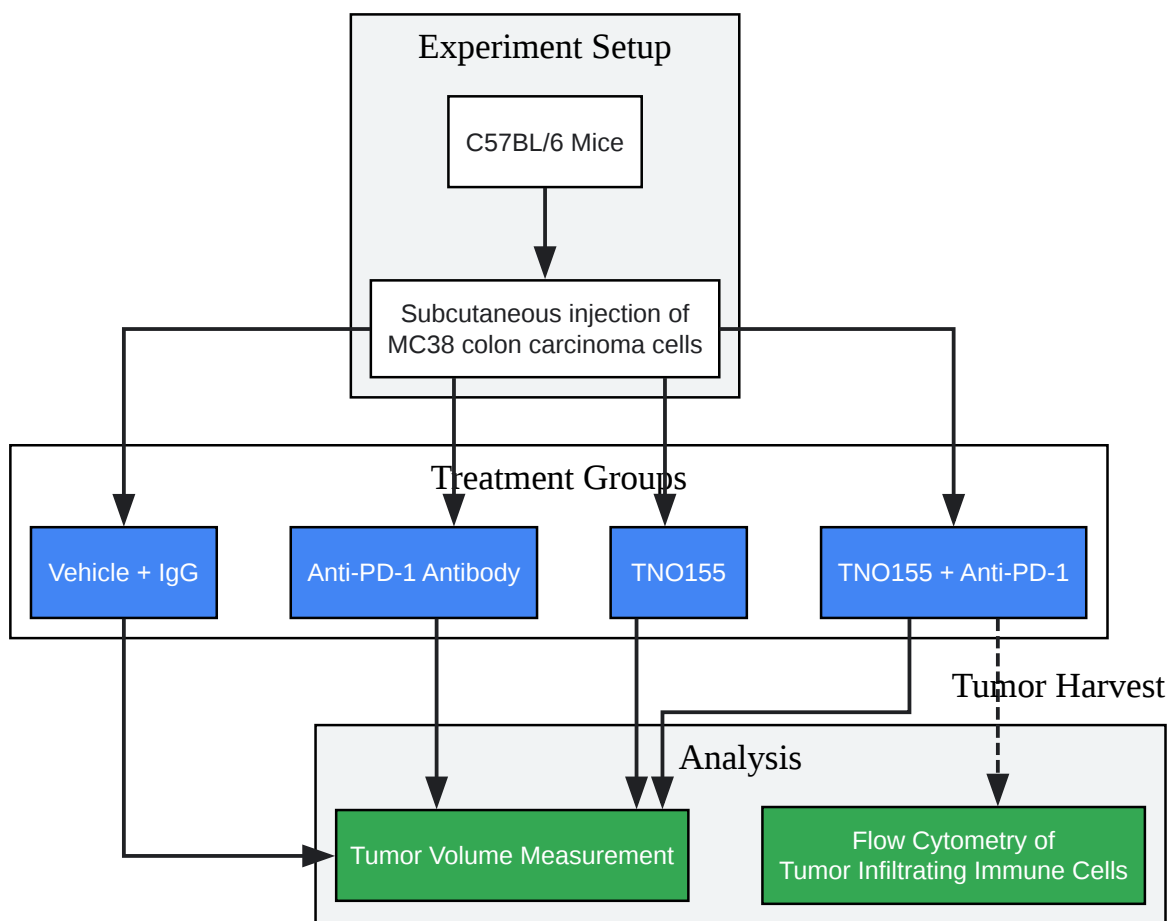 Experiment Setup
C57BL/6 Mice
Subcutaneous injection of
MC38 colon carcinoma cells
Treatment Groups
Vehicle + IgG
Anti-PD-1 Antibody
TNO155
TNO155 + Anti-PD-1
Tumor Harvest
Analysis
Tumor Volume Measurement
Flow Cytometry of
Tumor Infiltrating Immune Cells